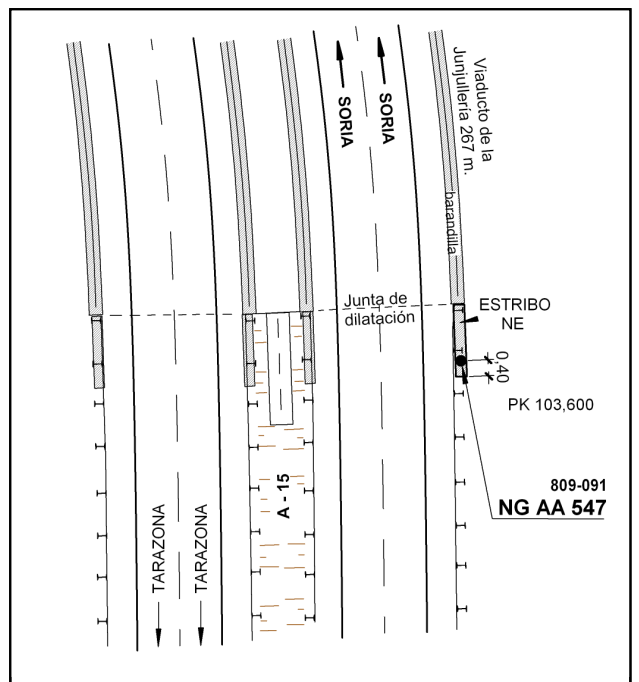 SORIA
SORIA
Viaducto de la
Junjullería 267 m.
barandilla
Junta de
dilatación
ESTRIBO
NE
0,40
PK 103,600
809-091
NG AA 547
A - 15
TARAZONA
TARAZONA